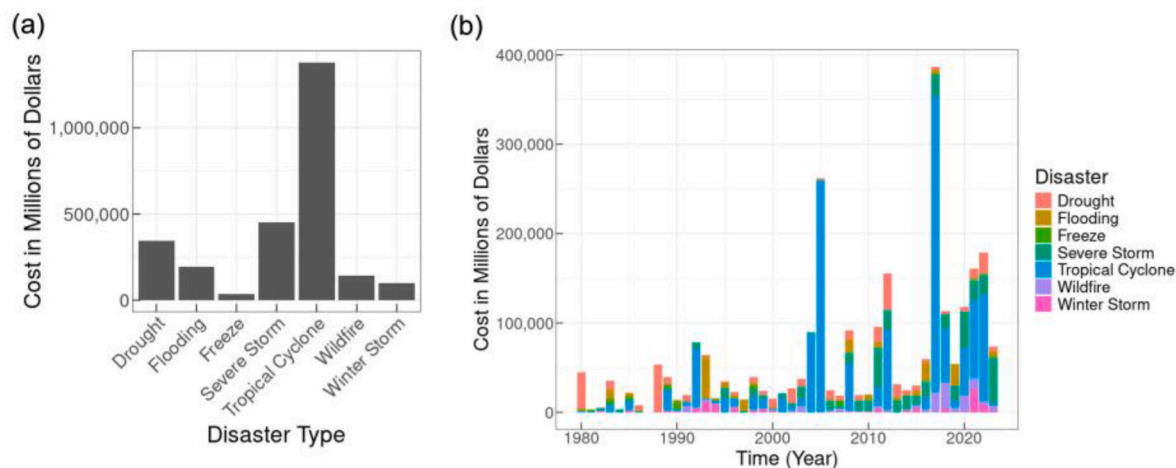 (a)
Cost in Millions of Dollars
1,000,000
500,000
0
Drought
Flooding
Freeze
Severe Storm
Tropical Cyclone
Wildfire
Winter Storm
Disaster Type
(b)
Cost in Millions of Dollars
400,000
300,000
200,000
100,000
0
1980
1990
2000
2010
2020
Time (Year)
Disaster
Drought
Flooding
Freeze
Severe Storm
Tropical Cyclone
Wildfire
Winter Storm